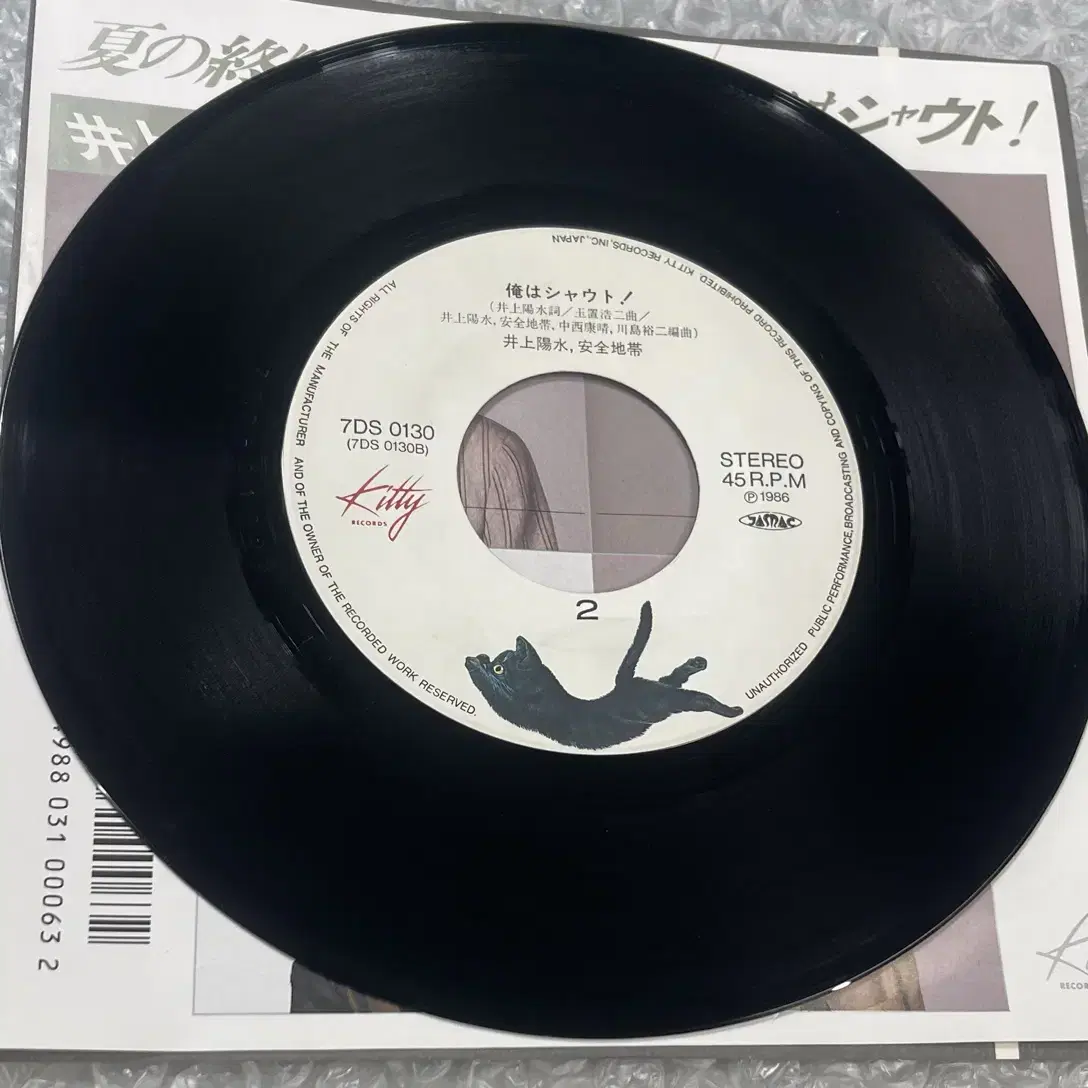 夏の終
はシャウト!
井上
俺はシャウト!
(井上陽水詞/玉置浩二曲/
井上陽水,安全地帯,中西康晴,川島裕二編曲)
井上陽水,安全地帯
7DS 0130
(7DS 0130B)
Kitty
RECORDS
STEREO
45 R.P.M
Ⓟ1986
JASRAC
2
ALL RIGHTS OF THE MANUFACTURER AND OF THE OWNER OF THE RECORDED WORK RESERVED.
UNAUTHORIZED PUBLIC PERFORMANCE,BROADCASTING AND COPYING OF THIS RECORD PROHIBITED. KITTY RECORDS, INC., JAPAN
988 031 00063 2
RECOR